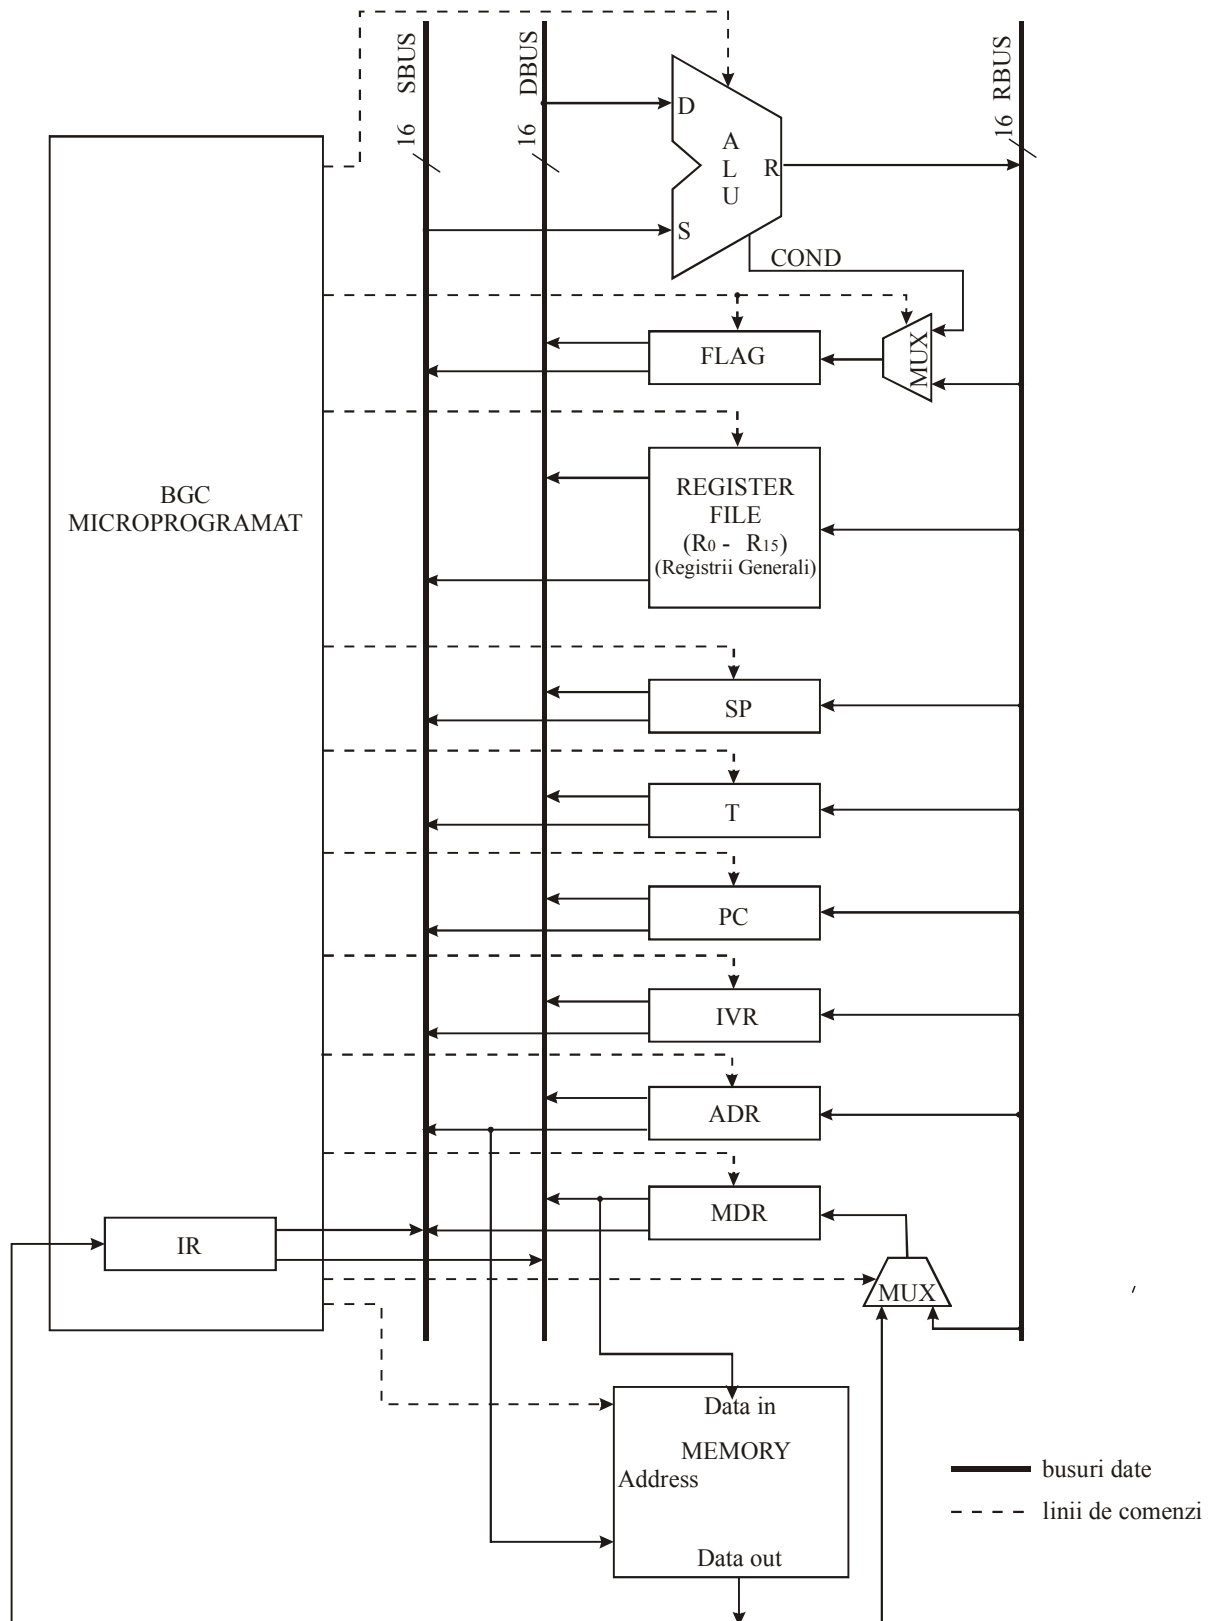 SBUS
16
DBUS
16
RBUS
16
D
A
L
U
R
S
COND
FLAG
MUX
BGC
MICROPROGRAMAT
REGISTER
FILE
(R0 - R15)
(Registrii Generali)
SP
T
PC
IVR
ADR
MDR
IR
MUX
Data in
MEMORY
Address
Data out
busuri date
linii de comenzi